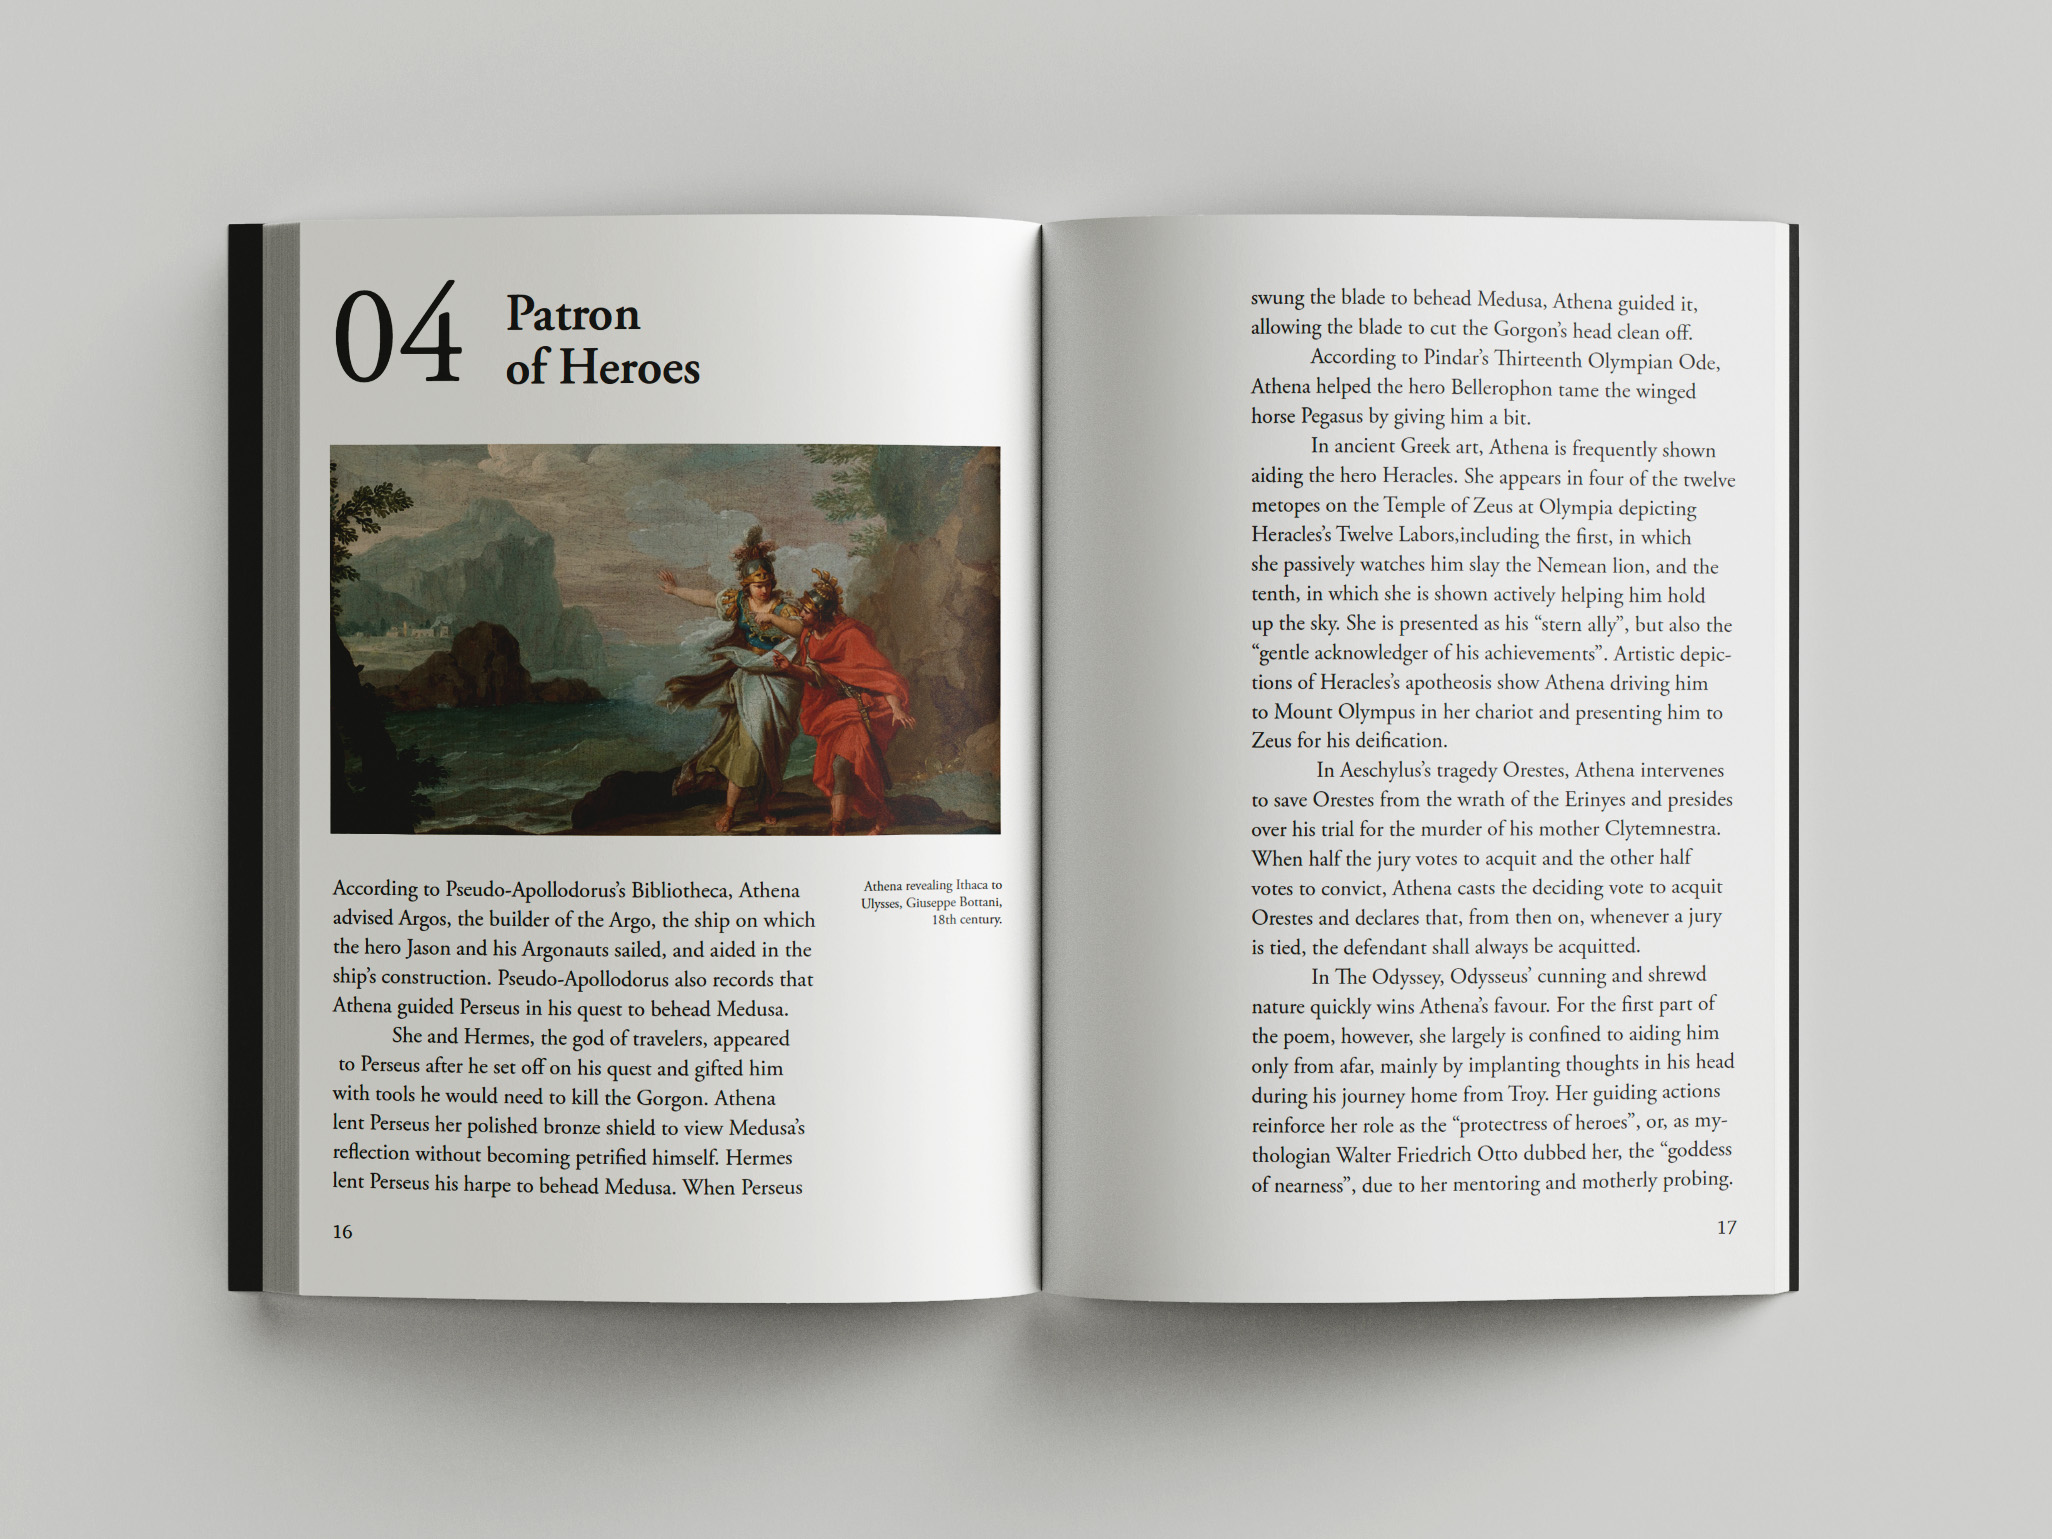 04
Patron
of Heroes
According to Pseudo-Apollodorus's Bibliotheca, Athena
advised Argos, the builder of the Argo, the ship on which
the hero Jason and his Argonauts sailed, and aided in the
ship's construction. Pseudo-Apollodorus also records that
Athena guided Perseus in his quest to behead Medusa.
She and Hermes, the god of travelers, appeared
to Perseus after he set off on his quest and gifted him
with tools he would need to kill the Gorgon. Athena
lent Perseus her polished bronze shield to view Medusa's
reflection without becoming petrified himself. Hermes
lent Perseus his harpe to behead Medusa. When Perseus
Athena revealing Ithaca to
Ulysses, Giuseppe Bottani,
18th century.
16
swung the blade to behead Medusa, Athena guided it,
allowing the blade to cut the Gorgon's head clean off.
According to Pindar's Thirteenth Olympian Ode,
Athena helped the hero Bellerophon tame the winged
horse Pegasus by giving him a bit.
In ancient Greek art, Athena is frequently shown
aiding the hero Heracles. She appears in four of the twelve
metopes on the Temple of Zeus at Olympia depicting
Heracles's Twelve Labors,including the first, in which
she passively watches him slay the Nemean lion, and the
tenth, in which she is shown actively helping him hold
up the sky. She is presented as his “stern ally”, but also the
“gentle acknowledger of his achievements”. Artistic depic-
tions of Heracles's apotheosis show Athena driving him
to Mount Olympus in her chariot and presenting him to
Zeus for his deification.
In Aeschylus's tragedy Orestes, Athena intervenes
to save Orestes from the wrath of the Erinyes and presides
over his trial for the murder of his mother Clytemnestra.
When half the jury votes to acquit and the other half
votes to convict, Athena casts the deciding vote to acquit
Orestes and declares that, from then on, whenever a jury
is tied, the defendant shall always be acquitted.
In The Odyssey, Odysseus' cunning and shrewd
nature quickly wins Athena's favour. For the first part of
the poem, however, she largely is confined to aiding him
only from afar, mainly by implanting thoughts in his head
during his journey home from Troy. Her guiding actions
reinforce her role as the “protectress of heroes”, or, as my-
thologian Walter Friedrich Otto dubbed her, the “goddess
of nearness”, due to her mentoring and motherly probing.
17